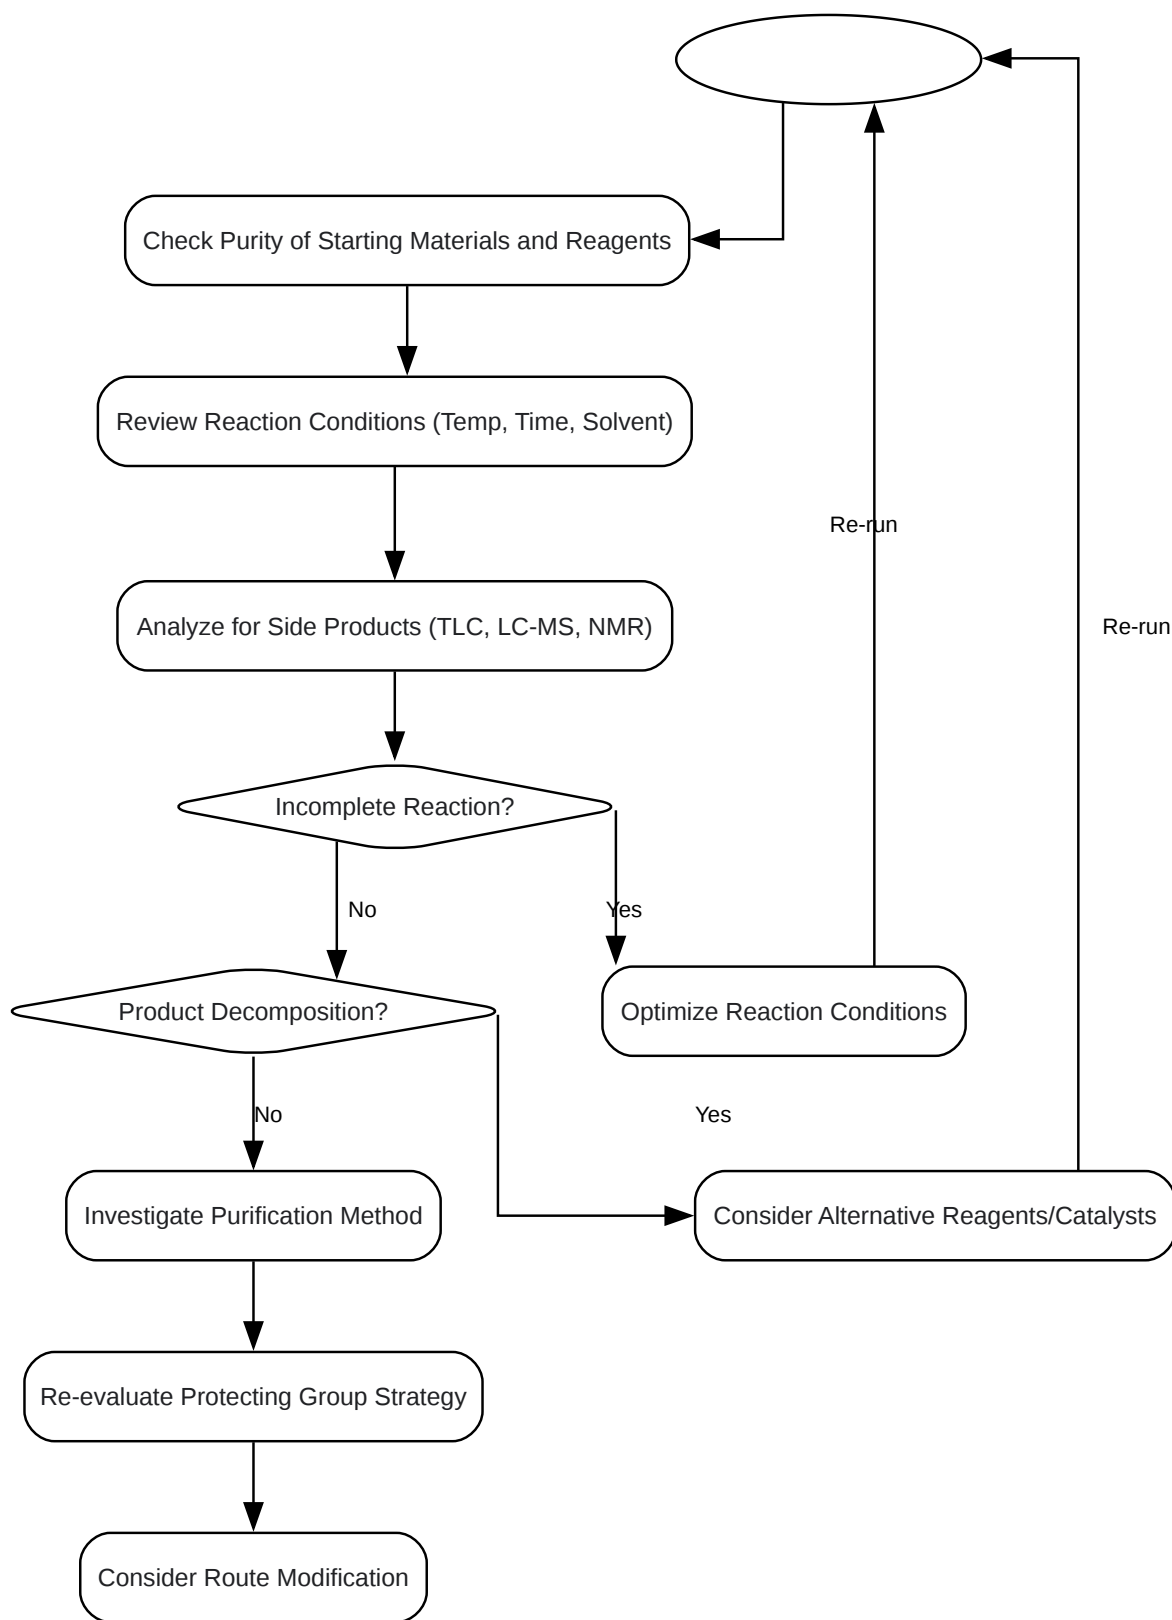 Check Purity of Starting Materials and Reagents
Review Reaction Conditions (Temp, Time, Solvent)
Re-run
Analyze for Side Products (TLC, LC-MS, NMR)
Re-run
Incomplete Reaction?
No
Yes
Product Decomposition?
Optimize Reaction Conditions
No
Yes
Investigate Purification Method
Consider Alternative Reagents/Catalysts
Re-evaluate Protecting Group Strategy
Consider Route Modification